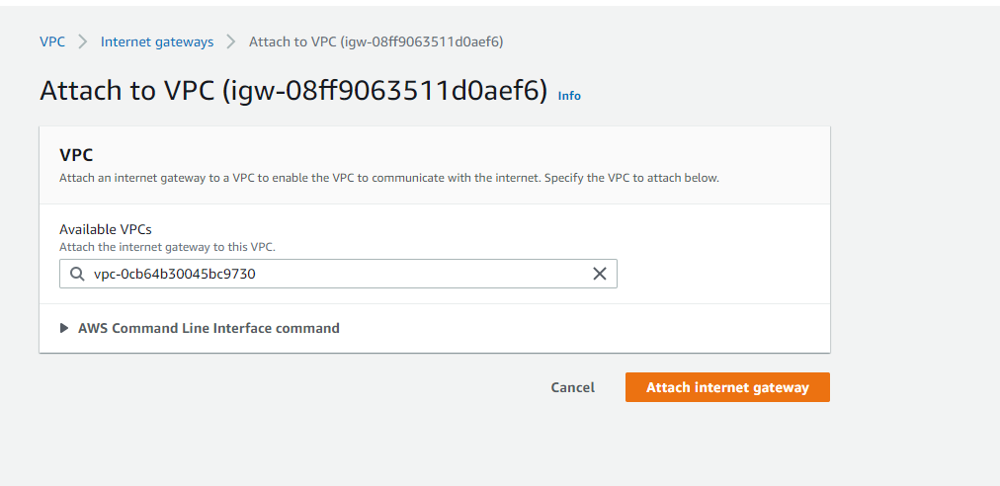 VPC > Internet gateways > Attach to VPC (igw-08ff9063511d0aef6)
Attach to VPC (igw-08ff9063511d0aef6) Info
VPC
Attach an internet gateway to a VPC to enable the VPC to communicate with the internet. Specify the VPC to attach below.
Available VPCs
Attach the internet gateway to this VPC.
vpc-0cb64b30045bc9730
AWS Command Line Interface command
Cancel Attach internet gateway